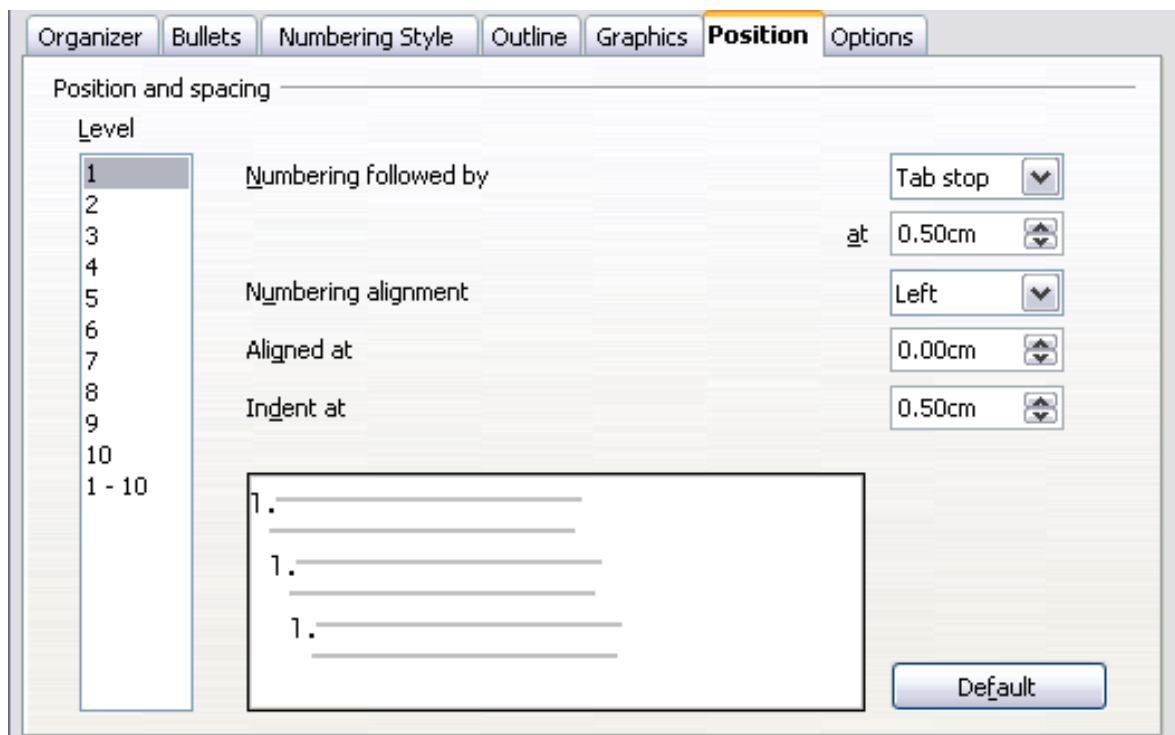 Organizer Bullets Numbering Style Outline Graphics Position Options
Position and spacing
Level
1 Numbering followed by Tab stop
2
3 at 0.50cm
4
5 Numbering alignment Left
6
7 Aligned at 0.00cm
8
9 Indent at 0.50cm
10
1 - 10
1.
1.
1.
Default